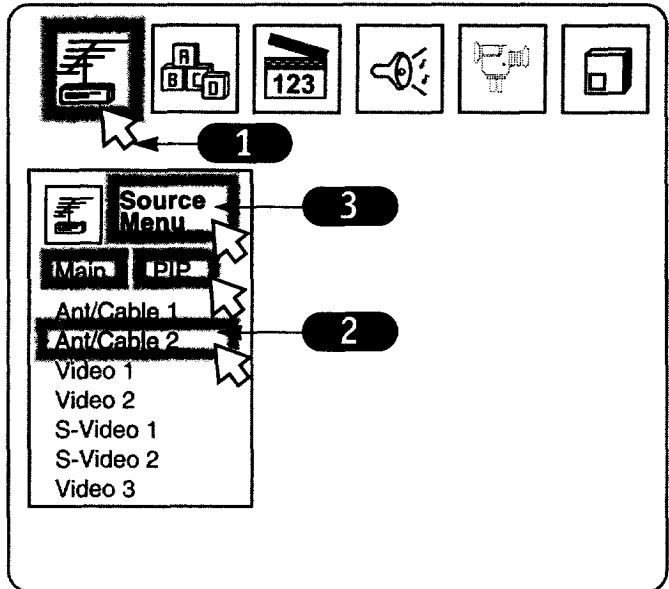 A
B C D
123
1
Source
Menu
3
Main PIP
Ant/Cable 1
Ant/Cable 2
2
Video 1
Video 2
S-Video 1
S-Video 2
Video 3